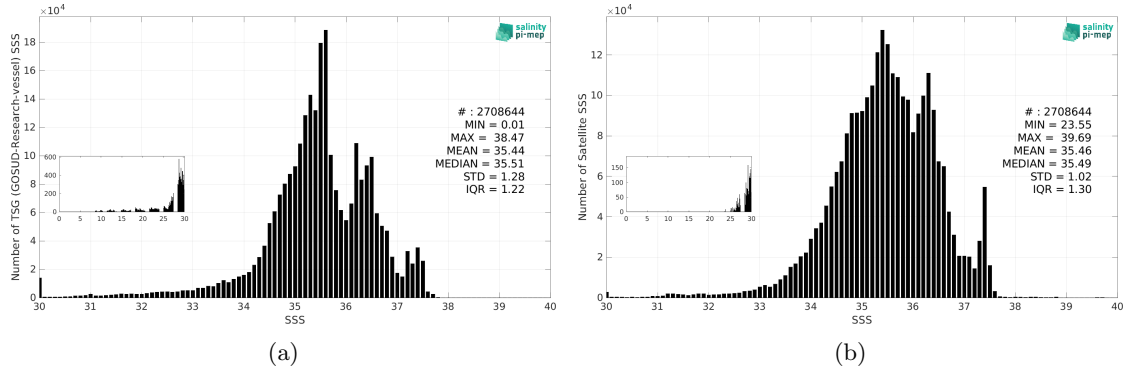 ×10^4
18
16
14
12
10
8
6
4
2
0
Number of TSG (GOSUD-Research-vessel) SSS
salinity
pi-mep
# : 2708644
MIN = 0.01
MAX = 38.47
MEAN = 35.44
MEDIAN = 35.51
STD = 1.28
IQR = 1.22
600
400
200
0
0 5 10 15 20 25 30
30 31 32 33 34 35 36 37 38 39 40
SSS
(a)
×10^4
12
10
8
6
4
2
0
Number of Satellite SSS
salinity
pi-mep
# : 2708644
MIN = 23.55
MAX = 39.69
MEAN = 35.46
MEDIAN = 35.49
STD = 1.02
IQR = 1.30
150
100
50
0
0 5 10 15 20 25 30
30 31 32 33 34 35 36 37 38 39 40
SSS
(b)